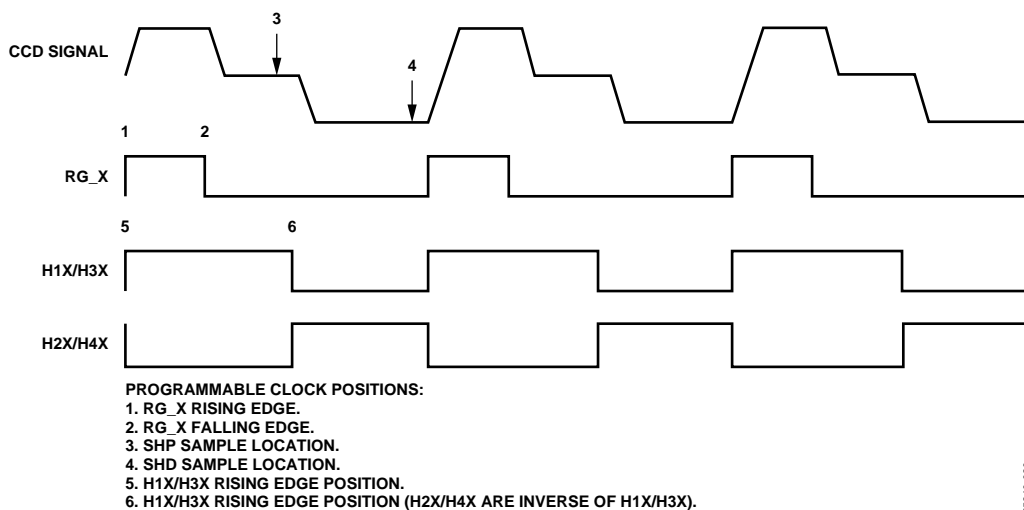 3
CCD SIGNAL
4
1 2
RG_X
5 6
H1X/H3X
H2X/H4X
PROGRAMMABLE CLOCK POSITIONS:
1. RG_X RISING EDGE.
2. RG_X FALLING EDGE.
3. SHP SAMPLE LOCATION.
4. SHD SAMPLE LOCATION.
5. H1X/H3X RISING EDGE POSITION.
6. H1X/H3X RISING EDGE POSITION (H2X/H4X ARE INVERSE OF H1X/H3X).